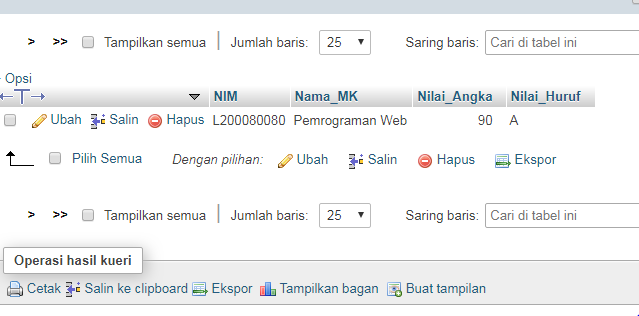 > >> Tampilkan semua Jumlah baris: 25 Saring baris: Cari di tabel ini
Opsi
NIM Nama_MK Nilai_Angka Nilai_Huruf
Ubah Salin Hapus L200080080 Pemrograman Web 90 A
Pilih Semua Dengan pilihan: Ubah Salin Hapus Ekspor
> >> Tampilkan semua Jumlah baris: 25 Saring baris: Cari di tabel ini
Operasi hasil kueri
Cetak Salin ke clipboard Ekspor Tampilkan bagan Buat tampilan